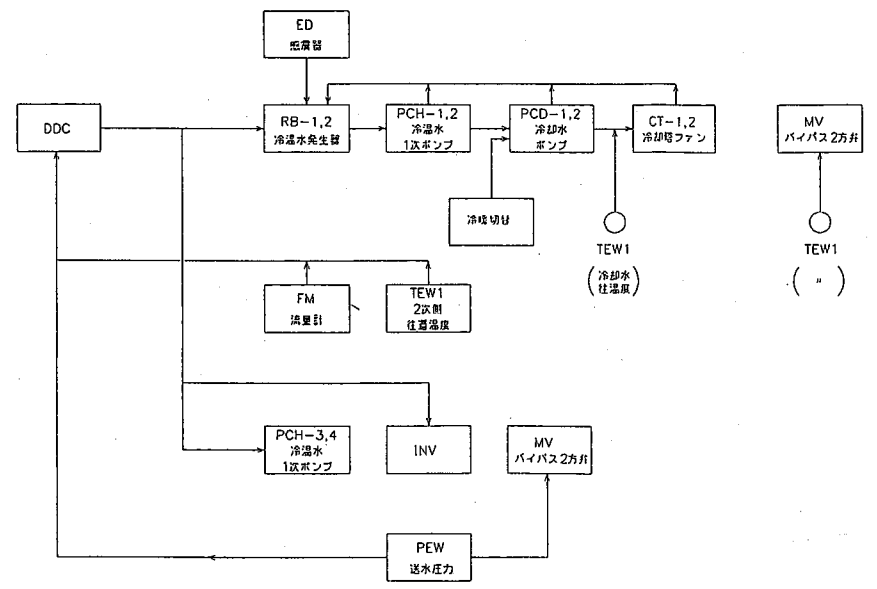 ED
感震器
DDC
RB-1,2
冷温水発生器
PCH-1,2
冷温水
1次ポンプ
PCD-1,2
冷却水
ポンプ
CT-1,2
冷却塔ファン
MV
バイパス2方弁
冷暖切替
TEW1
(冷却水
往温度)
TEW1
( 〃 )
FM
流量計
TEW1
2次側
往還温度
PCH-3,4
冷温水
1次ポンプ
INV
MV
バイパス2方弁
PEW
送水圧力